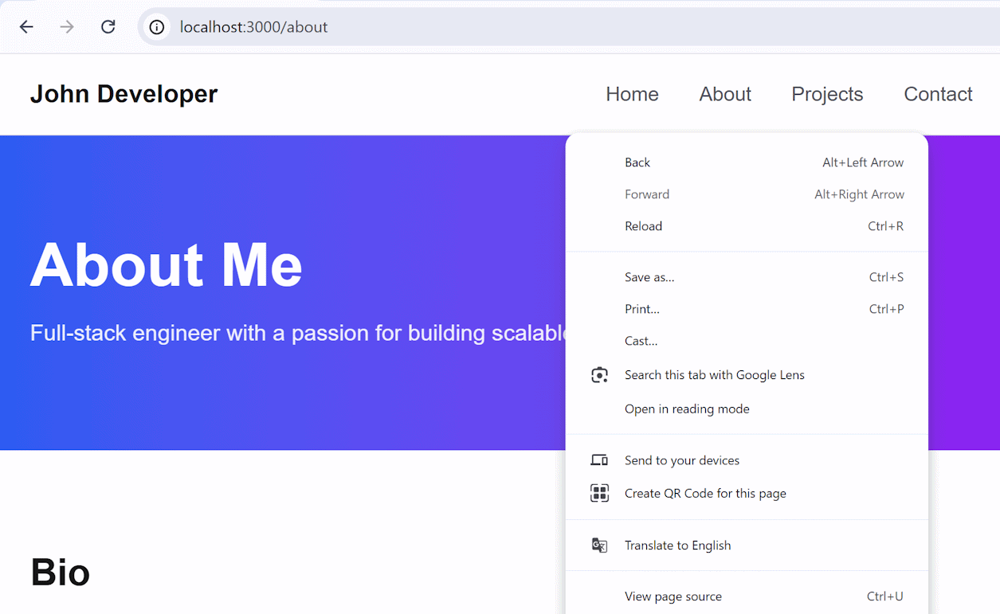 localhost:3000/about
John Developer Home About Projects Contact
About Me
Full-stack engineer with a passion for building
Bio
Back Alt+Left Arrow
Forward Alt+Right Arrow
Reload Ctrl+R
Save as... Ctrl+S
Print... Ctrl+P
Cast...
Search this tab with Google Lens
Open in reading mode
Send to your devices
Create QR Code for this page
Translate to English
View page source Ctrl+U